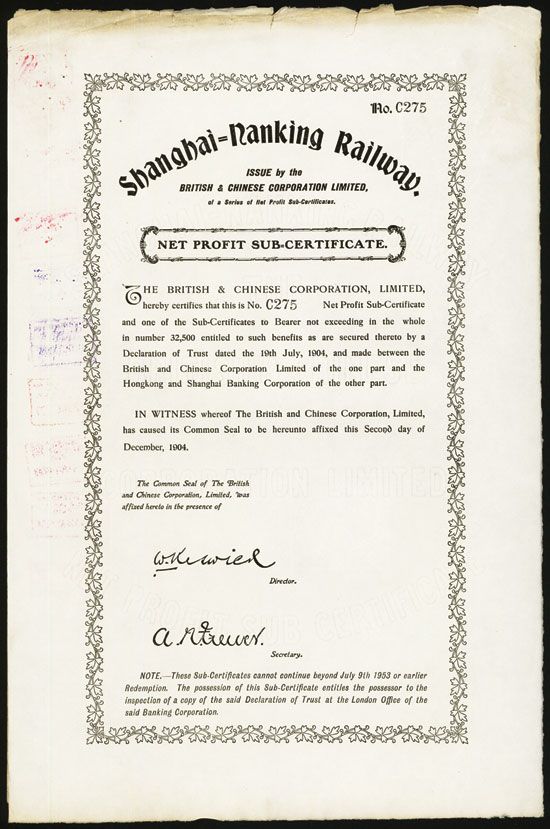 No. C275
Shanghai=Nanking Railway.
ISSUE by the
BRITISH & CHINESE CORPORATION LIMITED,
of a Series of Net Profit Sub-Certificates.
NET PROFIT SUB-CERTIFICATE.
THE BRITISH & CHINESE CORPORATION, LIMITED,
hereby certifies that this is No. C275 Net Profit Sub-Certificate
and one of the Sub-Certificates to Bearer not exceeding in the whole
in number 32,500 entitled to such benefits as are secured thereto by a
Declaration of Trust dated the 19th July, 1904, and made between the
British and Chinese Corporation Limited of the one part and the
Hongkong and Shanghai Banking Corporation of the other part.
IN WITNESS whereof The British and Chinese Corporation, Limited,
has caused its Common Seal to be hereunto affixed this Second day of
December, 1904.
The Common Seal of The British
and Chinese Corporation, Limited, was
affixed hereto in the presence of
W. Keswick
Director.
Secretary.
NOTE.—These Sub-Certificates cannot continue beyond July 9th 1953 or earlier
Redemption. The possession of this Sub-Certificate entitles the possessor to the
inspection of a copy of the said Declaration of Trust at the London Office of the
said Banking Corporation.